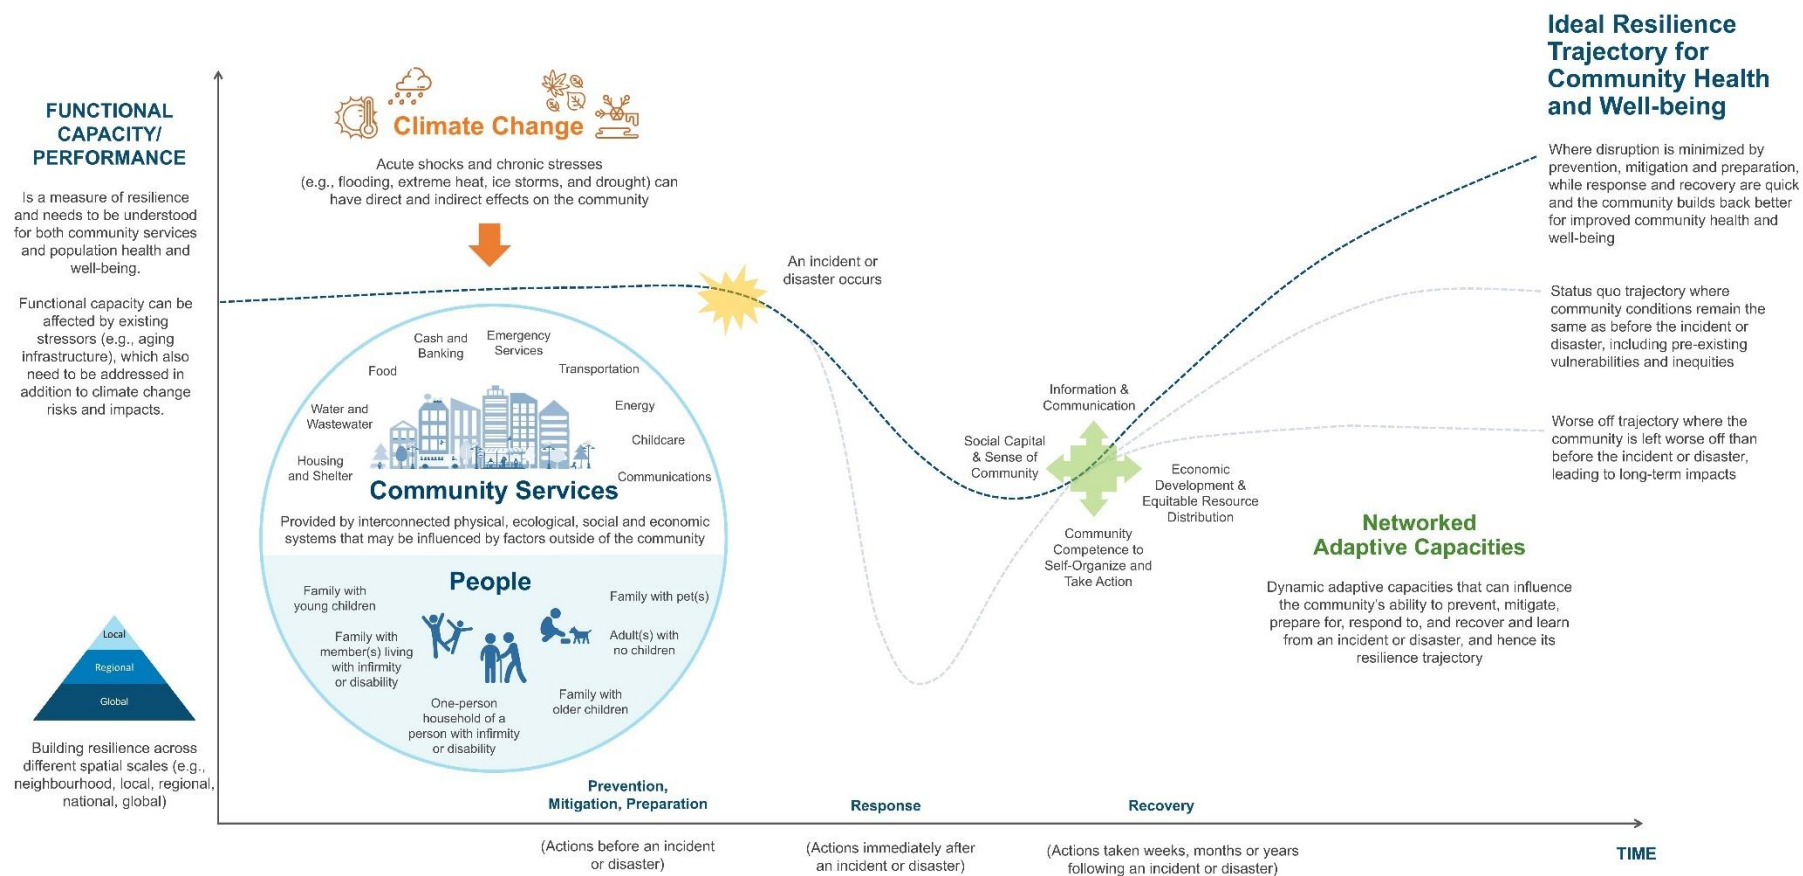 FUNCTIONAL
CAPACITY/
PERFORMANCE
Is a measure of resilience
and needs to be understood
for both community services
and population health and
well-being.
Functional capacity can be
affected by existing
stressors (e.g., aging
infrastructure), which also
need to be addressed in
addition to climate change
risks and impacts.
Local
Regional
Global
Building resilience across
different spatial scales (e.g.,
neighbourhood, local, regional,
national, global)
Climate Change
Acute shocks and chronic stresses
(e.g., flooding, extreme heat, ice storms, and drought) can
have direct and indirect effects on the community
An incident or
disaster occurs
Cash and
Banking
Emergency
Services
Food
Transportation
Water and
Wastewater
Energy
Childcare
Housing
and Shelter
Communications
Community Services
Provided by interconnected physical, ecological, social and economic
systems that may be influenced by factors outside of the community
People
Family with
young children
Family with pet(s)
Family with
member(s) living
with infirmity
or disability
Adult(s) with
no children
One-person
household of a
person with infirmity
or disability
Family with
older children
Information &
Communication
Social Capital
& Sense of
Community
Economic
Development &
Equitable Resource
Distribution
Community
Competence to
Self-Organize and
Take Action
Networked
Adaptive Capacities
Dynamic adaptive capacities that can influence
the community's ability to prevent, mitigate,
prepare for, respond to, and recover and learn
from an incident or disaster, and hence its
resilience trajectory
Ideal Resilience
Trajectory for
Community Health
and Well-being
Where disruption is minimized by
prevention, mitigation and preparation,
while response and recovery are quick
and the community builds back better
for improved community health and
well-being
Status quo trajectory where
community conditions remain the
same as before the incident or
disaster, including pre-existing
vulnerabilities and inequities
Worse off trajectory where the
community is left worse off than
before the incident or disaster,
leading to long-term impacts
Prevention,
Mitigation, Preparation
(Actions before an incident
or disaster)
Response
(Actions immediately after
an incident or disaster)
Recovery
(Actions taken weeks, months or years
following an incident or disaster)
TIME